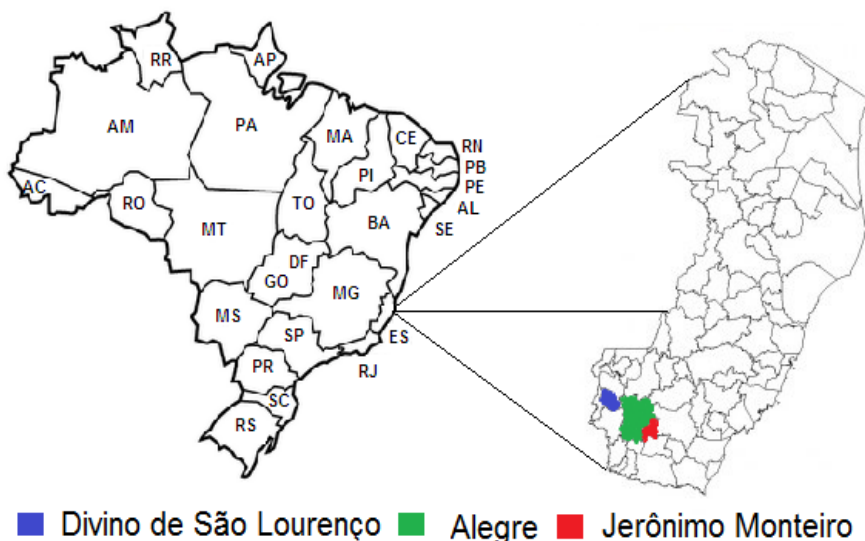 RR
AP
AM
PA
MA
CE
RN
PB
PE
AL
SE
AC
RO
PI
TO
BA
MT
DF
GO
MG
MS
SP
ES
RJ
PR
SC
RS
Divino de São Lourenço Alegre Jerônimo Monteiro